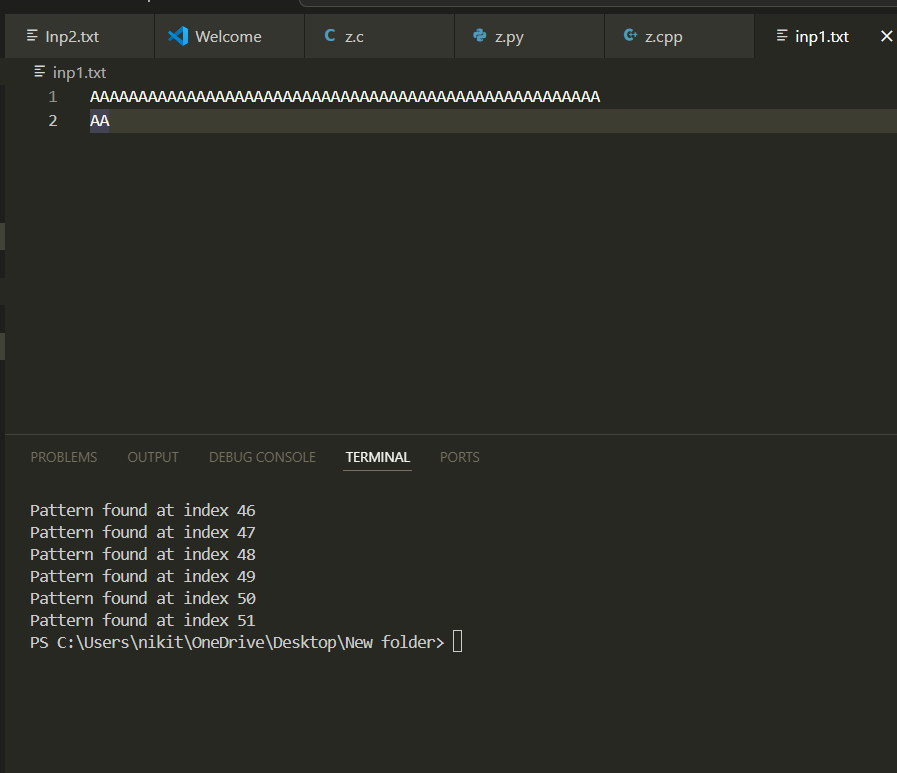 Inp2.txt Welcome C z.c z.py z.cpp inp1.txt
inp1.txt
1 AAAAAAAAAAAAAAAAAAAAAAAAAAAAAAAAAAAAAAAAAAAAAAAAAAAAA
2 AA
PROBLEMS OUTPUT DEBUG CONSOLE TERMINAL PORTS
Pattern found at index 46
Pattern found at index 47
Pattern found at index 48
Pattern found at index 49
Pattern found at index 50
Pattern found at index 51
PS C:\Users\nikit\OneDrive\Desktop\New folder>